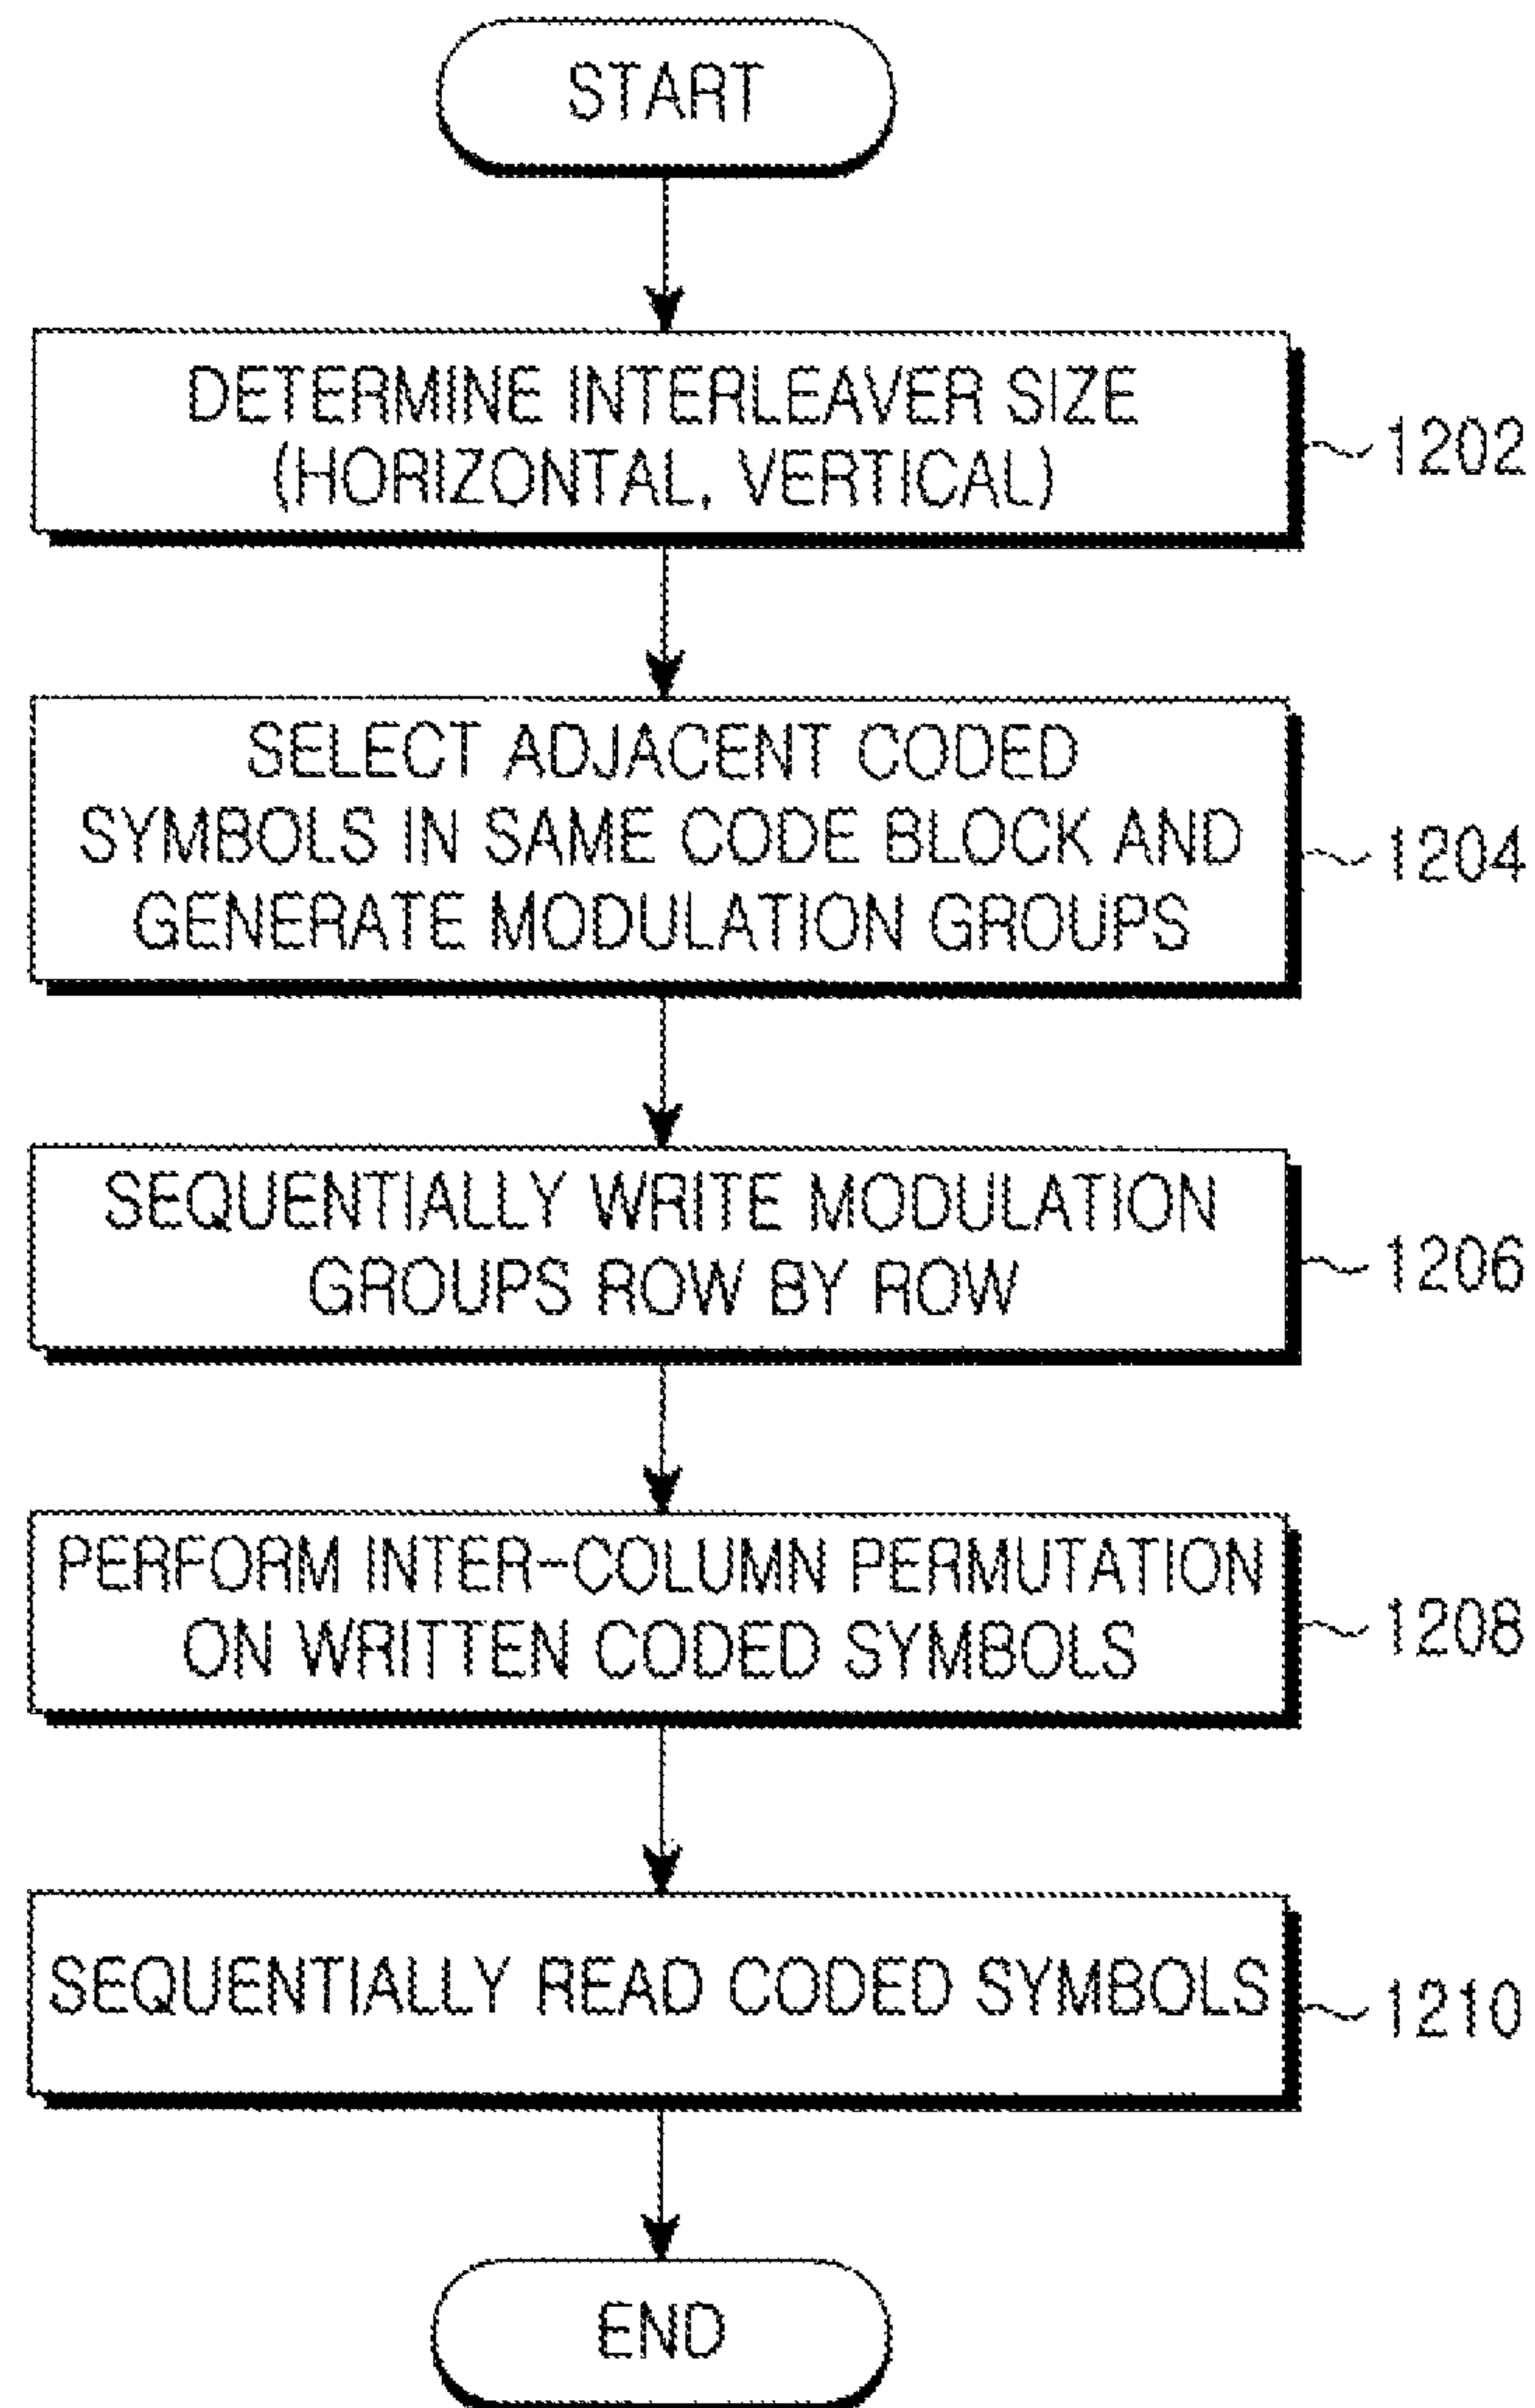 START
DETERMINE INTERLEAVER SIZE
(HORIZONTAL, VERTICAL)
1202
SELECT ADJACENT CODED
SYMBOLS IN SAME CODE BLOCK AND
GENERATE MODULATION GROUPS
1204
SEQUENTIALLY WRITE MODULATION
GROUPS ROW BY ROW
1206
PERFORM INTER-COLUMN PERMUTATION
ON WRITTEN CODED SYMBOLS
1208
SEQUENTIALLY READ CODED SYMBOLS
1210
END